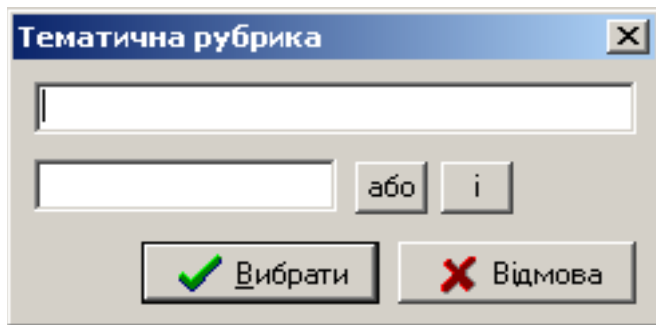 Тематична рубрика
або і
Вибрати Відмова